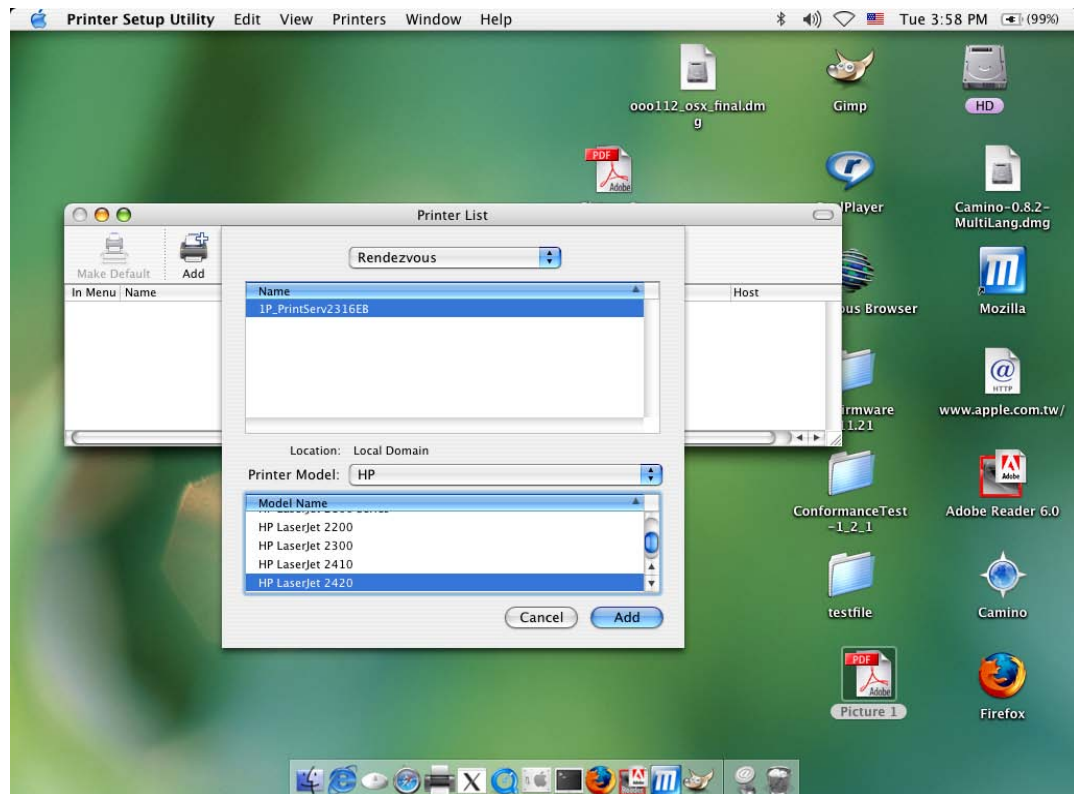 Printer Setup Utility Edit View Printers Window Help Tue 3:58 PM (99%)
ooo112_osx_final.dm
g
Gimp
HD
PDF
Adobe
Player
Camino-0.8.2-
MultiLang.dmg
Printer List
Make Default
Add
Rendezvous
In Menu Name
Host
Name
1P_PrintServ2316EB
Browser
Mozilla
@
HTTP
www.apple.com.tw/
Location: Local Domain
Printer Model: HP
Model Name
HP LaserJet 2200
HP LaserJet 2300
HP LaserJet 2410
HP LaserJet 2420
Cancel
Add
ConformanceTest
-1_2_1
Adobe
Adobe Reader 6.0
testfile
Camino
PDF
Adobe
Picture 1
Firefox